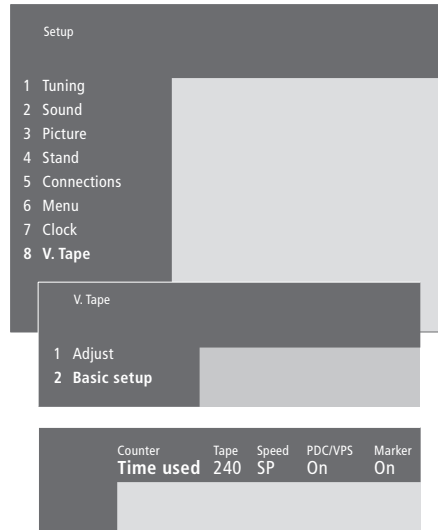 Setup
1 Tuning
2 Sound
3 Picture
4 Stand
5 Connections
6 Menu
7 Clock
8 V. Tape
V. Tape
1 Adjust
2 Basic setup
Counter Tape Speed PDC/VPS Marker
Time used 240 SP On On